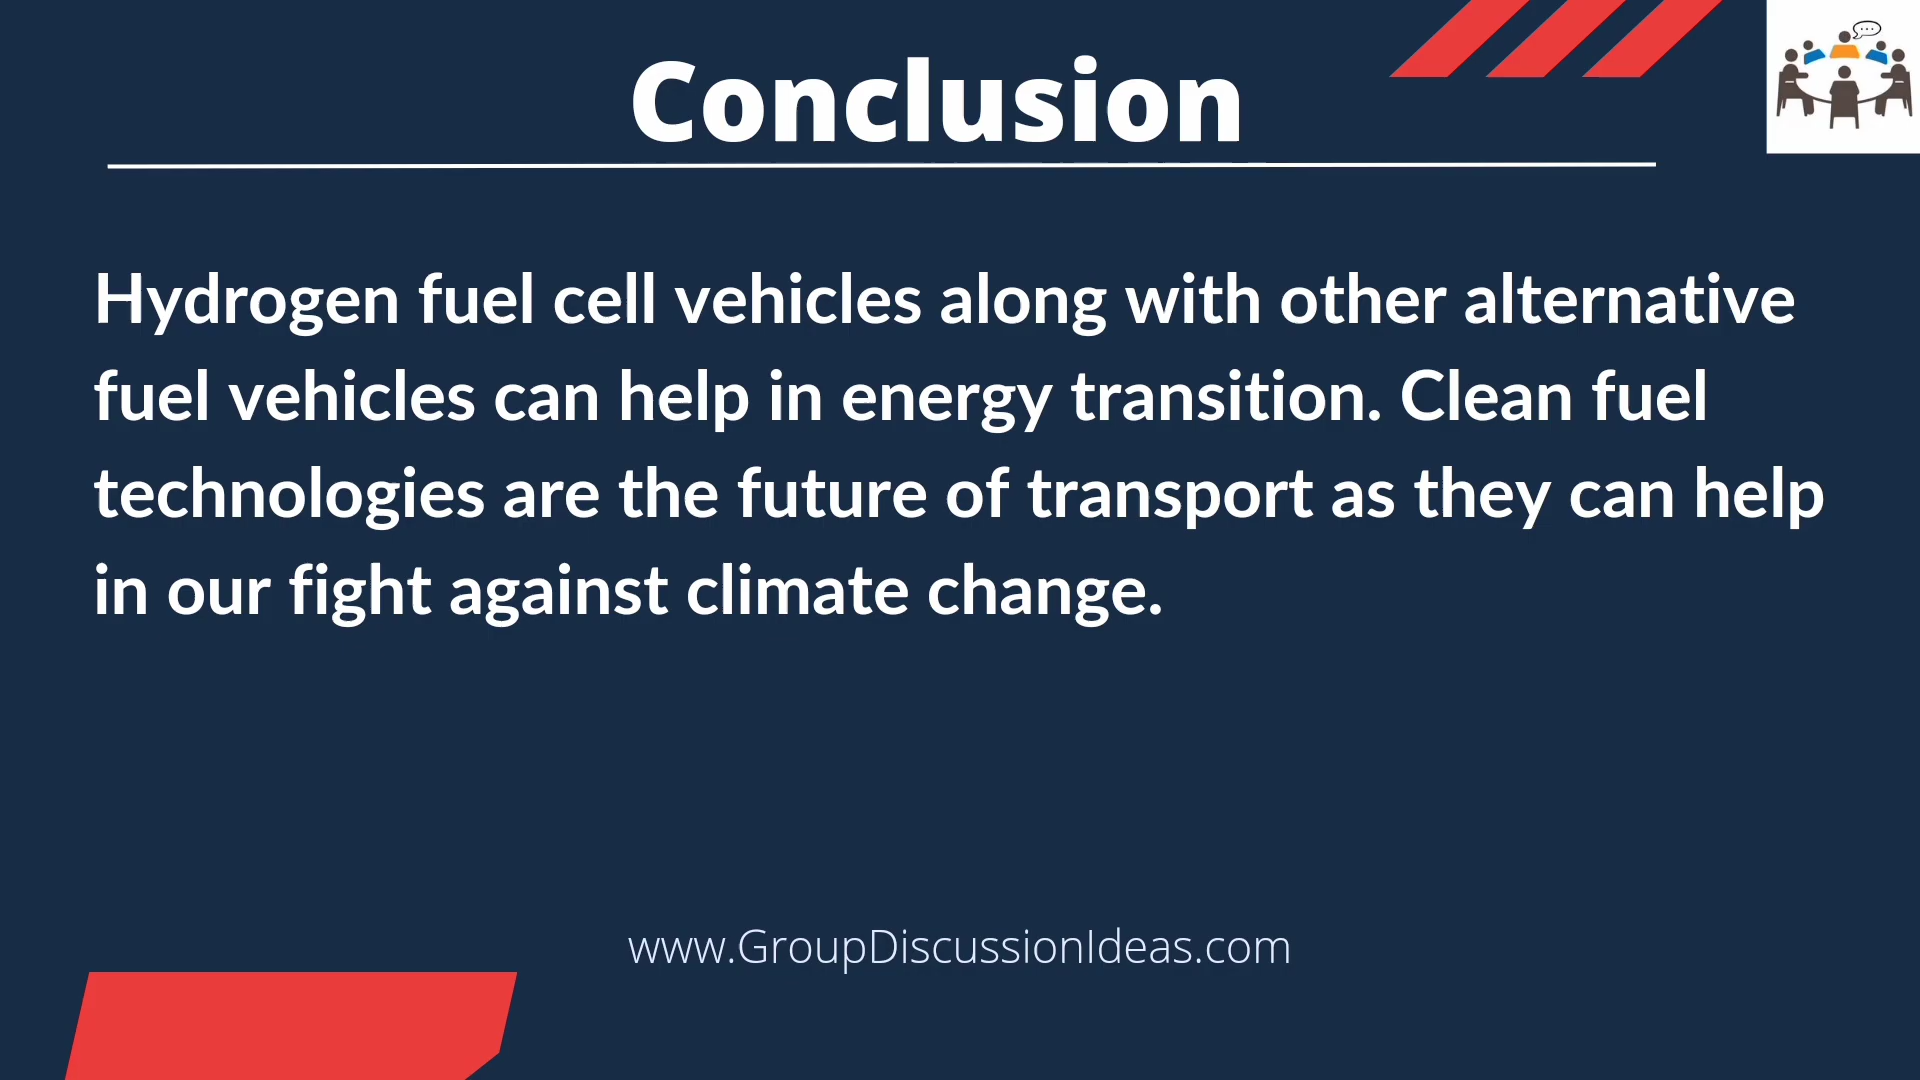 Conclusion
Hydrogen fuel cell vehicles along with other alternative
fuel vehicles can help in energy transition. Clean fuel
technologies are the future of transport as they can help
in our fight against climate change.
www.GroupDiscussionIdeas.com